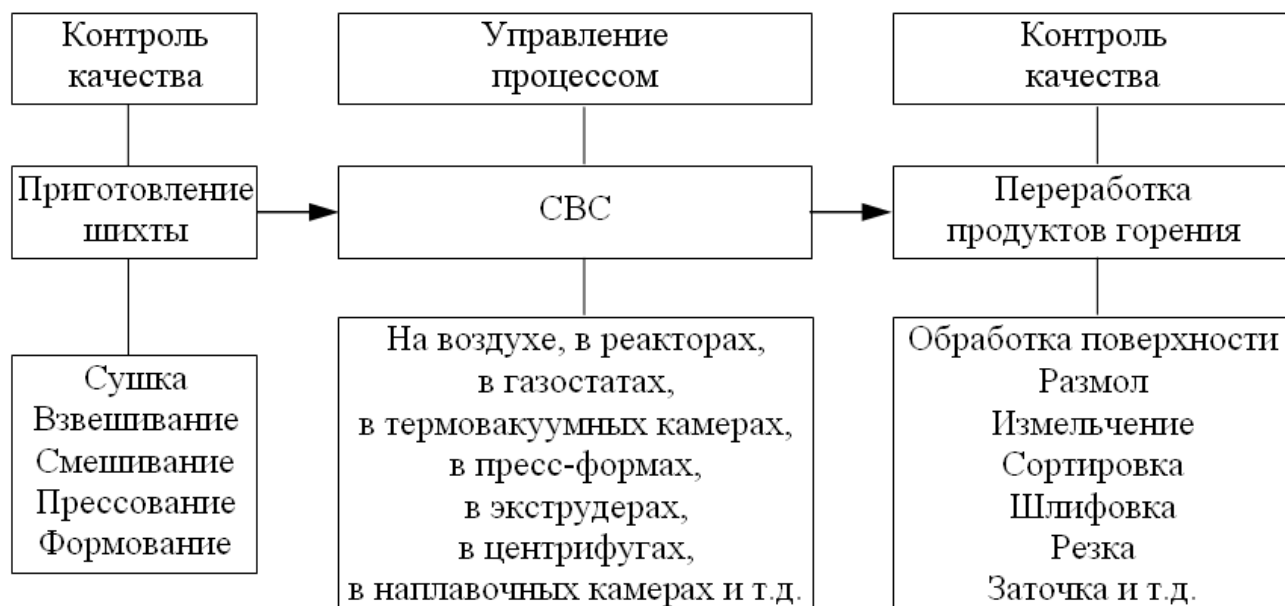 Контроль
качества
Управление
процессом
Контроль
качества
Приготовление
шихты
СВС
Переработка
продуктов горения
Сушка
Взвешивание
Смешивание
Прессование
Формование
На воздухе, в реакторах,
в газостатах,
в термовакуумных камерах,
в пресс-формах,
в экструдерах,
в центрифугах,
в наплавочных камерах и т.д.
Обработка поверхности
Размол
Измельчение
Сортировка
Шлифовка
Резка
Заточка и т.д.